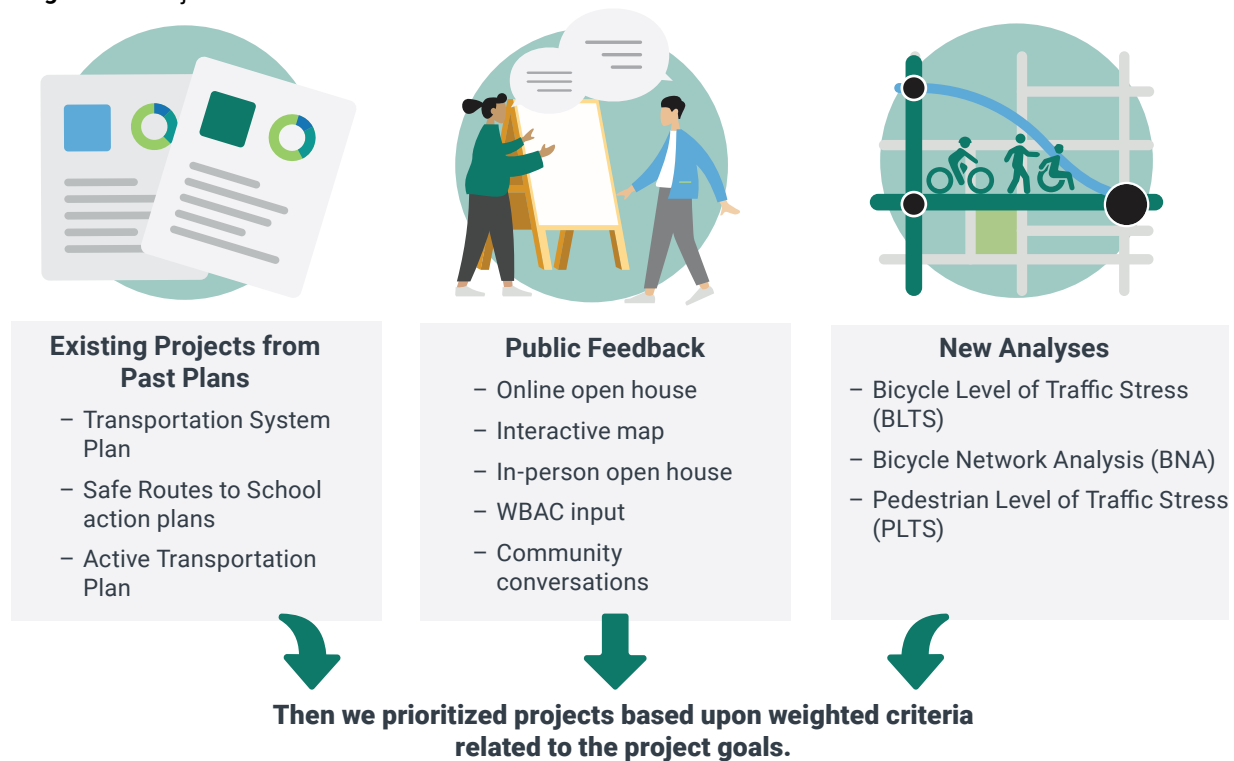 Existing Projects from
Past Plans
– Transportation System
Plan
– Safe Routes to School
action plans
– Active Transportation
Plan
Public Feedback
– Online open house
– Interactive map
– In-person open house
– WBAC input
– Community
conversations
New Analyses
– Bicycle Level of Traffic Stress
(BLTS)
– Bicycle Network Analysis (BNA)
– Pedestrian Level of Traffic Stress
(PLTS)
Then we prioritized projects based upon weighted criteria
related to the project goals.